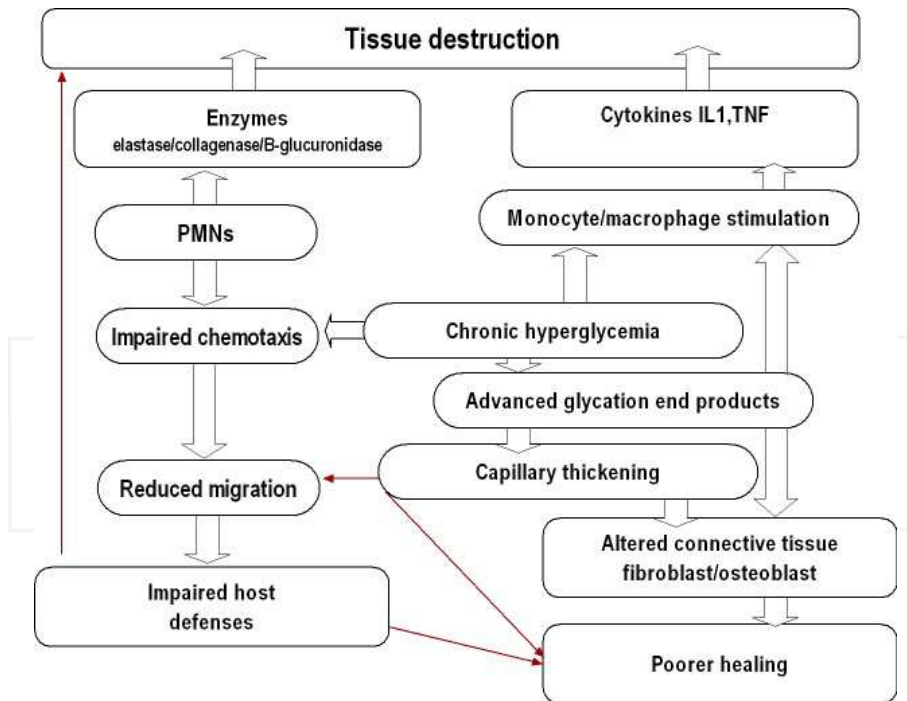 Tissue destruction
Enzymes
elastase/collagenase/B-glucuronidase
Cytokines IL1,TNF
Monocyte/macrophage stimulation
PMNs
Impaired chemotaxis
Chronic hyperglycemia
Advanced glycation end products
Capillary thickening
Reduced migration
Altered connective tissue
fibroblast/osteoblast
Impaired host
defenses
Poorer healing